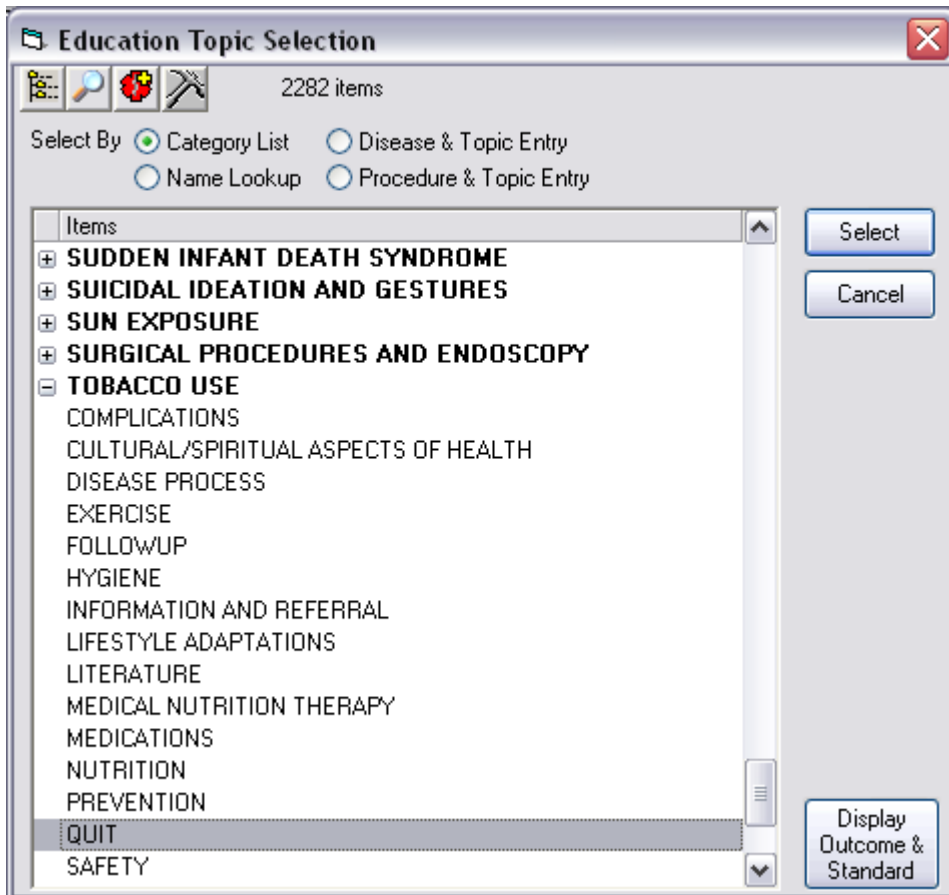 Education Topic Selection
2282 items
Select By Category List Disease & Topic Entry
Name Lookup Procedure & Topic Entry
Items
SUDDEN INFANT DEATH SYNDROME
SUICIDAL IDEATION AND GESTURES
SUN EXPOSURE
SURGICAL PROCEDURES AND ENDOSCOPY
TOBACCO USE
COMPLICATIONS
CULTURAL/SPIRITUAL ASPECTS OF HEALTH
DISEASE PROCESS
EXERCISE
FOLLOWUP
HYGIENE
INFORMATION AND REFERRAL
LIFESTYLE ADAPTATIONS
LITERATURE
MEDICAL NUTRITION THERAPY
MEDICATIONS
NUTRITION
PREVENTION
QUIT
SAFETY
Select
Cancel
Display
Outcome &
Standard